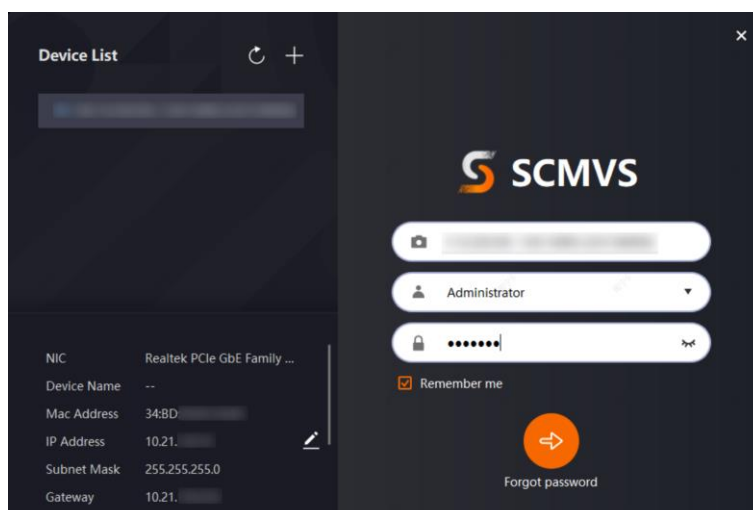 Device List
SCMVS
Administrator
•••••••
Remember me
Forgot password
NIC Realtek PCIe GbE Family ...
Device Name --
Mac Address 34:BD
IP Address 10.21.
Subnet Mask 255.255.255.0
Gateway 10.21.